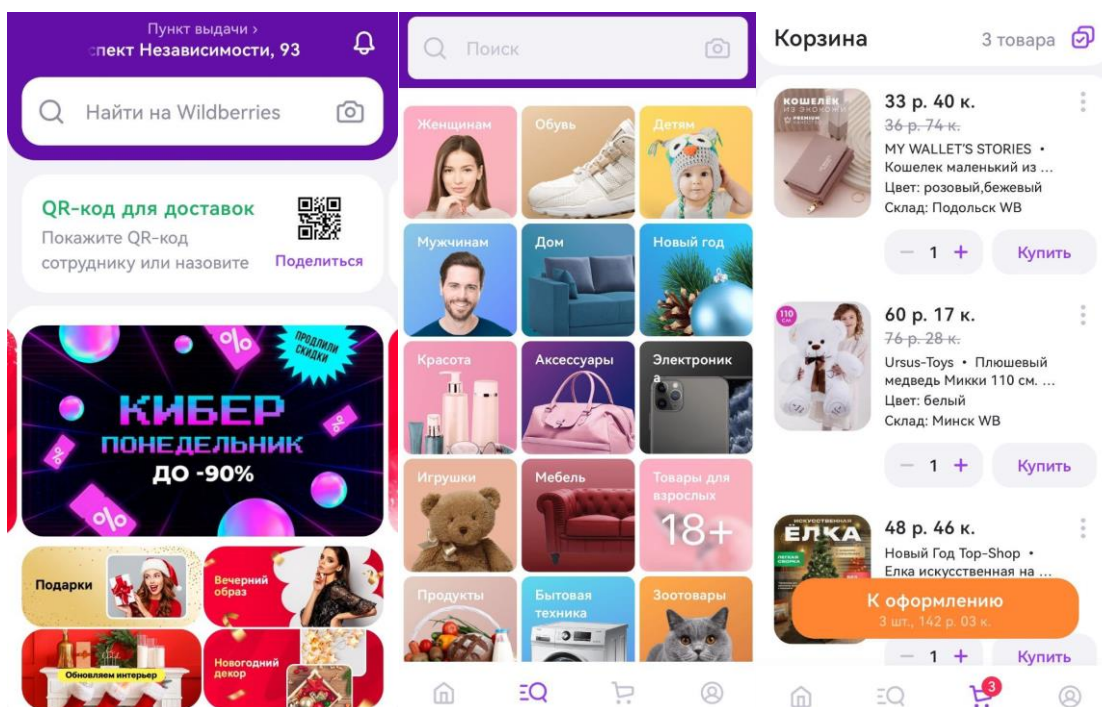 Пункт выдачи ›
спект Независимости, 93
Найти на Wildberries
QR-код для доставок
Покажите QR-код
сотруднику или назовите
Поделиться
ПРОДЛИЛИ
СКИДКИ
КИБЕР
ПОНЕДЕЛЬНИК
ДО -90%
Подарки
Вечерний
образ
Обновляем интерьер
Новогодний
декор
Поиск
Женщинам
Обувь
Детям
Мужчинам
Дом
Новый год
Красота
Аксессуары
Электроник
а
Игрушки
Мебель
Товары для
взрослых
18+
Продукты
Бытовая
техника
Зоотовары
Корзина
3 товара
КОШЕЛЁК
ИЗ ЭКОКОЖИ
PREMIUM
33 р. 40 к.
36 р. 74 к.
MY WALLET'S STORIES •
Кошелек маленький из ...
Цвет: розовый,бежевый
Склад: Подольск WB
1
Купить
110
60 р. 17 к.
76 р. 28 к.
Ursus-Toys • Плюшевый
медведь Микки 110 см. ...
Цвет: белый
Склад: Минск WB
1
Купить
ИСКУССТВЕННАЯ
ЁЛКА
48 р. 46 к.
Новый Год Top-Shop •
Елка искусственная на ...
К оформлению
3 шт., 142 р. 03 к.
1
Купить
3